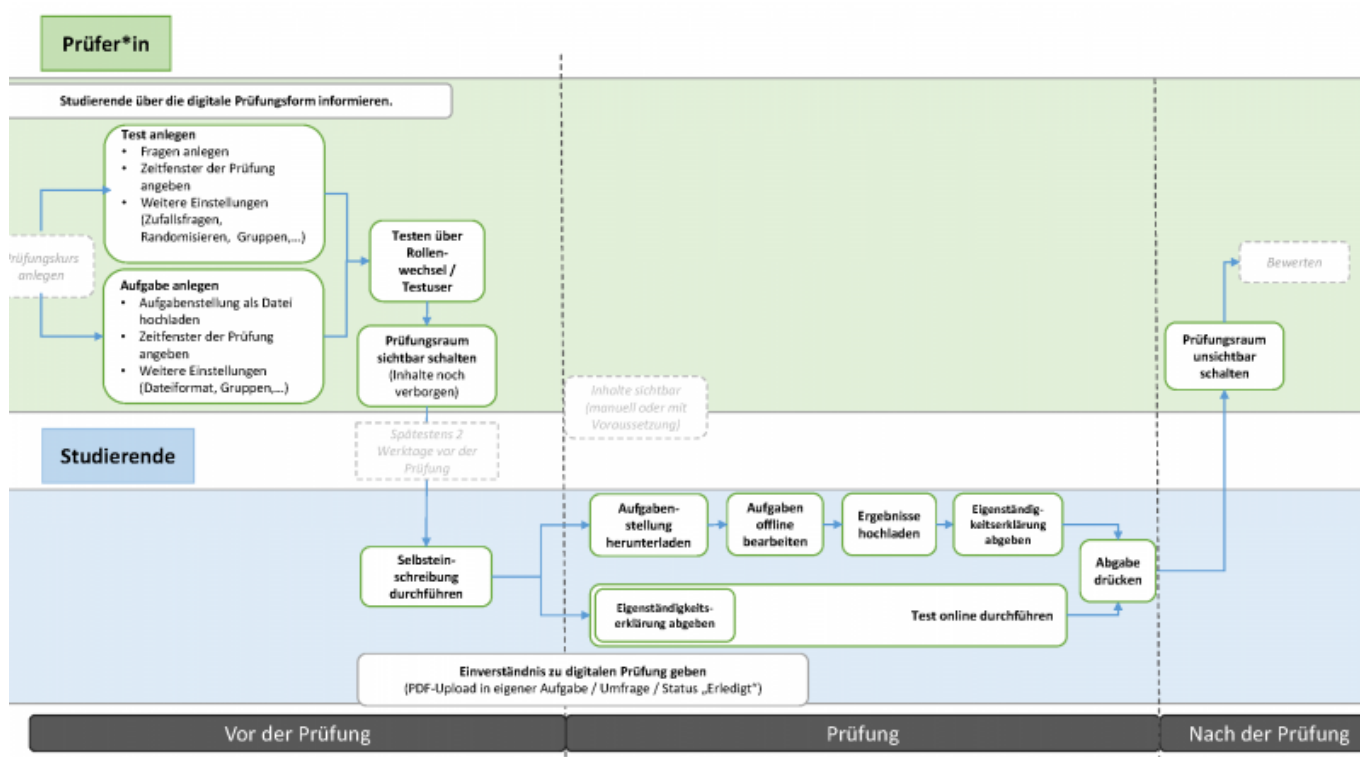 Prüfer*in
Studierende über die digitale Prüfungsform informieren.
Test anlegen
• Fragen anlegen
• Zeitfenster der Prüfung
angeben
• Weitere Einstellungen
(Zufallsfragen,
Randomisieren, Gruppen,...)
Prüfungskurs
anlegen
Aufgabe anlegen
• Aufgabenstellung als Datei
hochladen
• Zeitfenster der Prüfung
angeben
• Weitere Einstellungen
(Dateiformat, Gruppen,...)
Testen über
Rollen-
wechsel /
Testuser
Prüfungsraum
sichtbar schalten
(Inhalte noch
verborgen)
Inhalte sichtbar
(manuell oder mit
Voraussetzung)
Bewerten
Prüfungsraum
unsichtbar
schalten
Studierende
Spätestens 2
Werktage vor der
Prüfung
Selbstein-
schreibung
durchführen
Aufgaben-
stellung
herunterladen
Aufgaben
offline
bearbeiten
Ergebnisse
hochladen
Eigenständig-
keitserklärung
abgeben
Abgabe
drücken
Eigenständigkeits-
erklärung abgeben
Test online durchführen
Einverständnis zu digitalen Prüfung geben
(PDF-Upload in eigener Aufgabe / Umfrage / Status „Erledigt“)
Vor der Prüfung
Prüfung
Nach der Prüfung